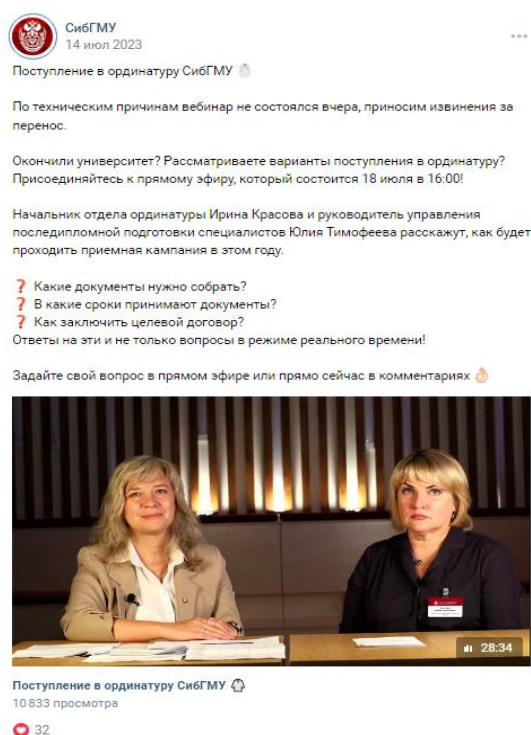 СибГМУ
14 июл 2023
Поступление в ординатуру СибГМУ
По техническим причинам вебинар не состоялся вчера, приносим извинения за
перенос.
Окончили университет? Рассматриваете варианты поступления в ординатуру?
Присоединяйтесь к прямому эфиру, который состоится 18 июля в 16:00!
Начальник отдела ординатуры Ирина Красова и руководитель управления
последипломной подготовки специалистов Юлия Тимофеева расскажут, как будет
проходить приемная кампания в этом году.
❓ Какие документы нужно собрать?
❓ В какие сроки принимают документы?
❓ Как заключить целевой договор?
Ответы на эти и не только вопросы в режиме реального времени!
Задайте свой вопрос в прямом эфире или прямо сейчас в комментариях 👌🏻
28:34
Поступление в ординатуру СибГМУ
10 833 просмотра
32